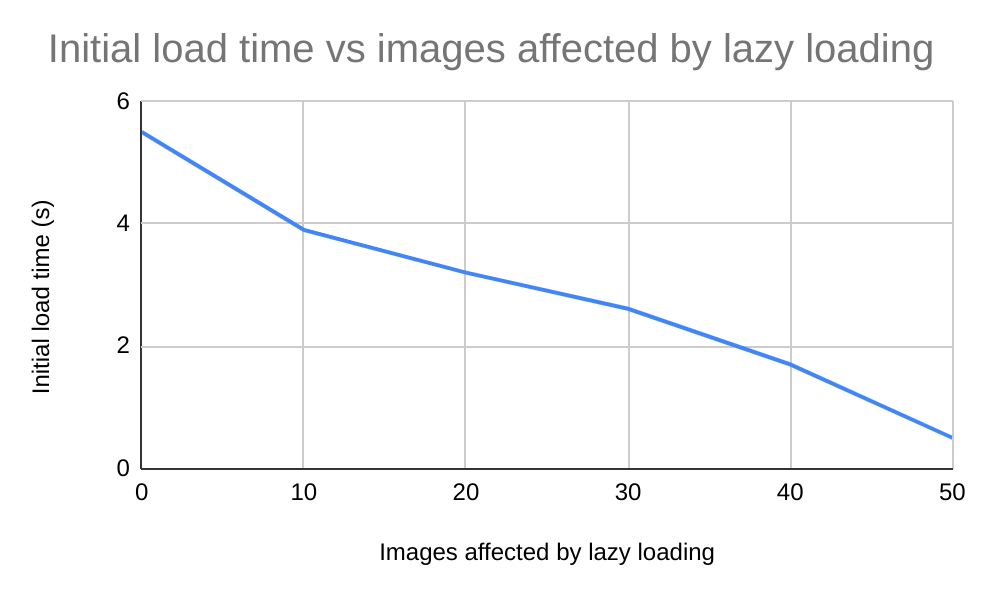 Initial load time vs images affected by lazy loading
Initial load time (s)
6
4
2
0
0 10 20 30 40 50
Images affected by lazy loading